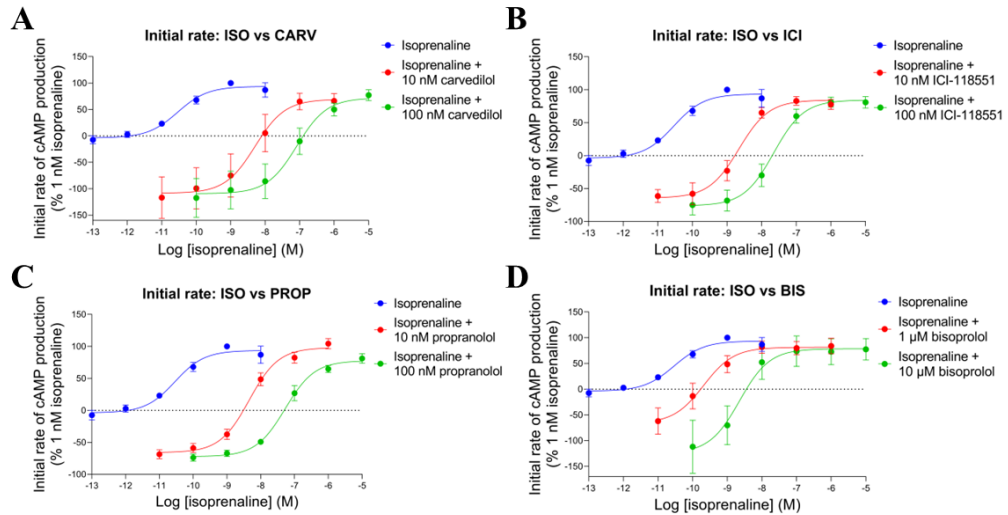 A
Initial rate: ISO vs CARV
Isoprenaline
Isoprenaline +
10 nM carvedilol
Isoprenaline +
100 nM carvedilol
Initial rate of cAMP production
(% 1 nM isoprenaline)
150
100
50
0
-50
-100
-150
-13 -12 -11 -10 -9 -8 -7 -6 -5
Log [isoprenaline] (M)
B
Initial rate: ISO vs ICI
Isoprenaline
Isoprenaline +
10 nM ICI-118551
Isoprenaline +
100 nM ICI-118551
Initial rate of cAMP production
(% 1 nM isoprenaline)
150
100
50
0
-50
-100
-13 -12 -11 -10 -9 -8 -7 -6 -5
Log [isoprenaline] (M)
C
Initial rate: ISO vs PROP
Isoprenaline
Isoprenaline +
10 nM propranolol
Isoprenaline +
100 nM propranolol
Initial rate of cAMP production
(% 1 nM isoprenaline)
150
100
50
0
-50
-100
-13 -12 -11 -10 -9 -8 -7 -6 -5
Log [isoprenaline] (M)
D
Initial rate: ISO vs BIS
Isoprenaline
Isoprenaline +
1 µM bisoprolol
Isoprenaline +
10 µM bisoprolol
Initial rate of cAMP production
(% 1 nM isoprenaline)
150
100
50
0
-50
-100
-150
-13 -12 -11 -10 -9 -8 -7 -6 -5
Log [isoprenaline] (M)